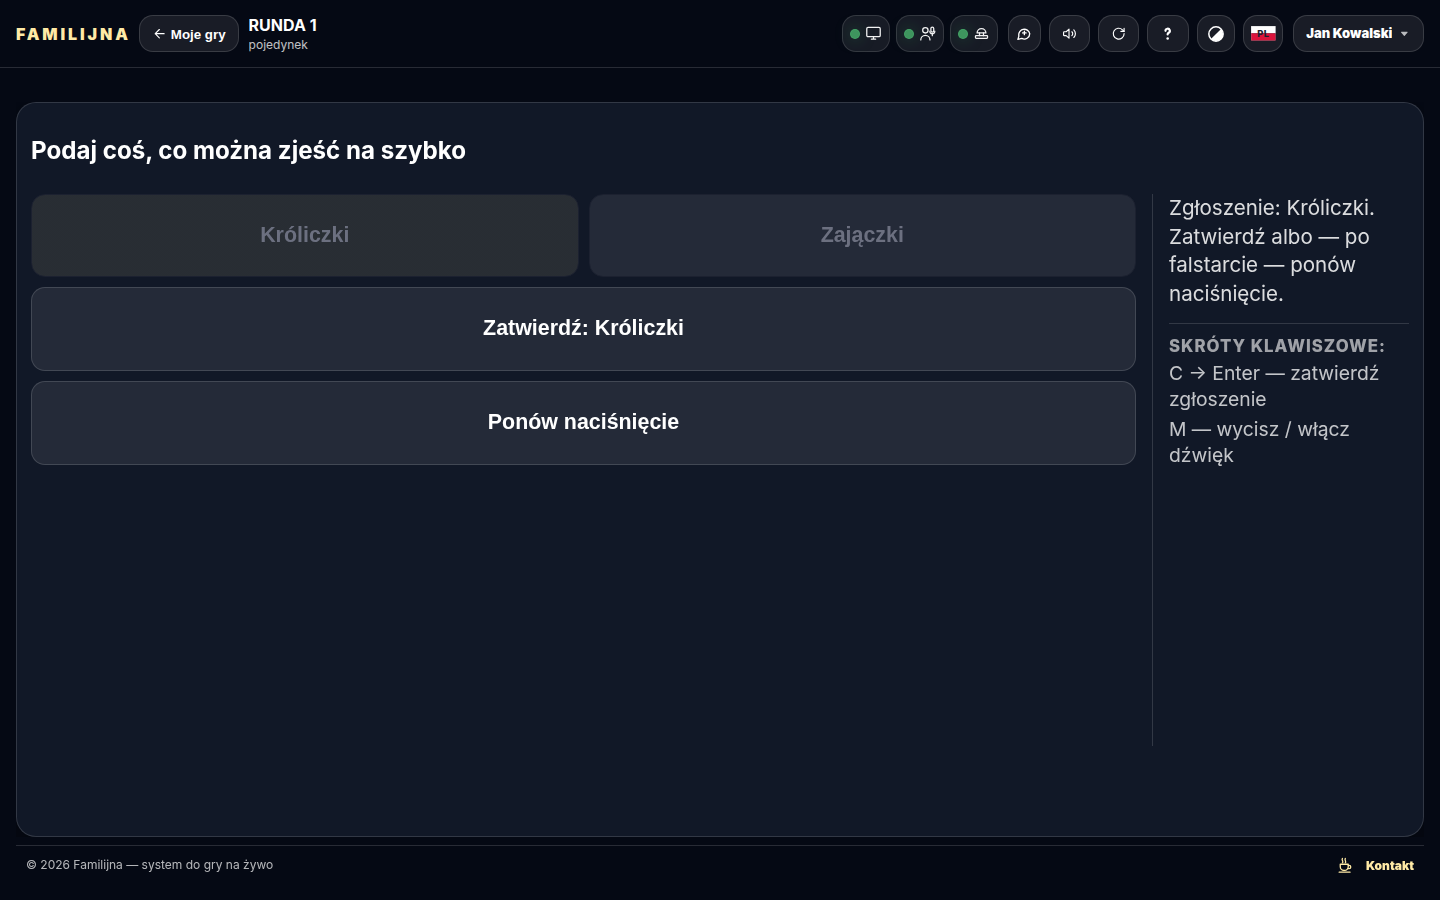 FAMILIJNA
← Moje gry
RUNDA 1
pojedynek
?
PL
Jan Kowalski
Podaj coś, co można zjeść na szybko
Króliczki
Zajączki
Zatwierdź: Króliczki
Ponów naciśnięcie
Zgłoszenie: Króliczki.
Zatwierdź albo — po
falstarcie — ponów
naciśnięcie.
SKRÓTY KLAWISZOWE:
C → Enter — zatwierdź
zgłoszenie
M — wycisz / włącz
dźwięk
© 2026 Familijna — system do gry na żywo
Kontakt